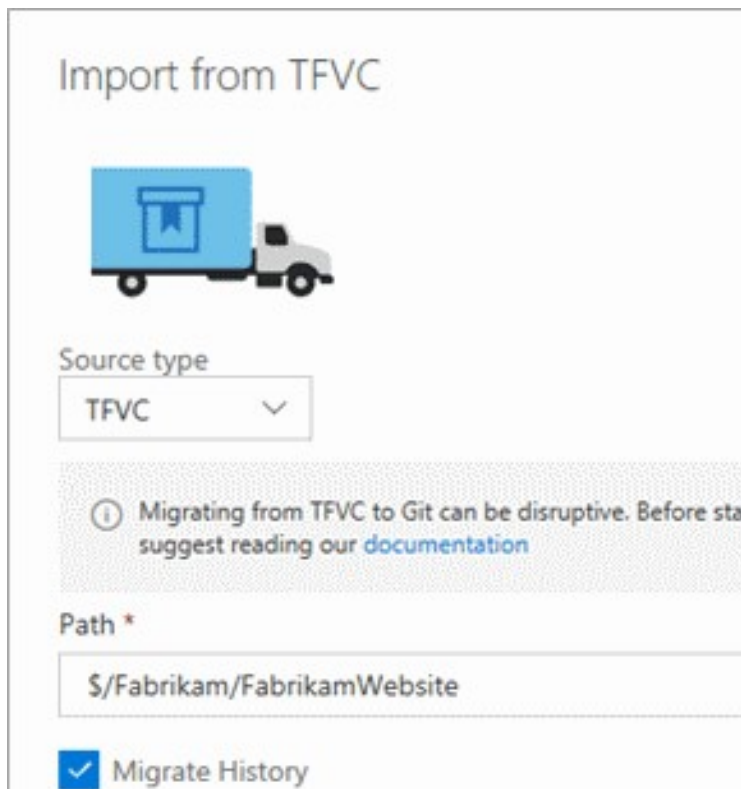 Import from TFVC
Source type
TFVC
Migrating from TFVC to Git can be disruptive. Before sta
suggest reading our documentation
Path *
$/Fabrikam/FabrikamWebsite
Migrate History